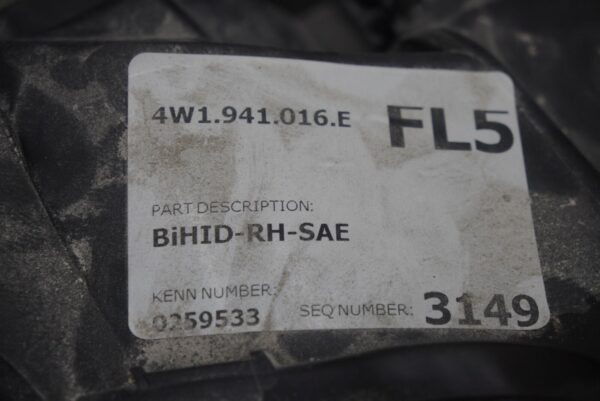 4W1.941.016.E FL5
PART DESCRIPTION:
BiHID-RH-SAE
KENN NUMBER:
0259533
SEQ NUMBER: 3149